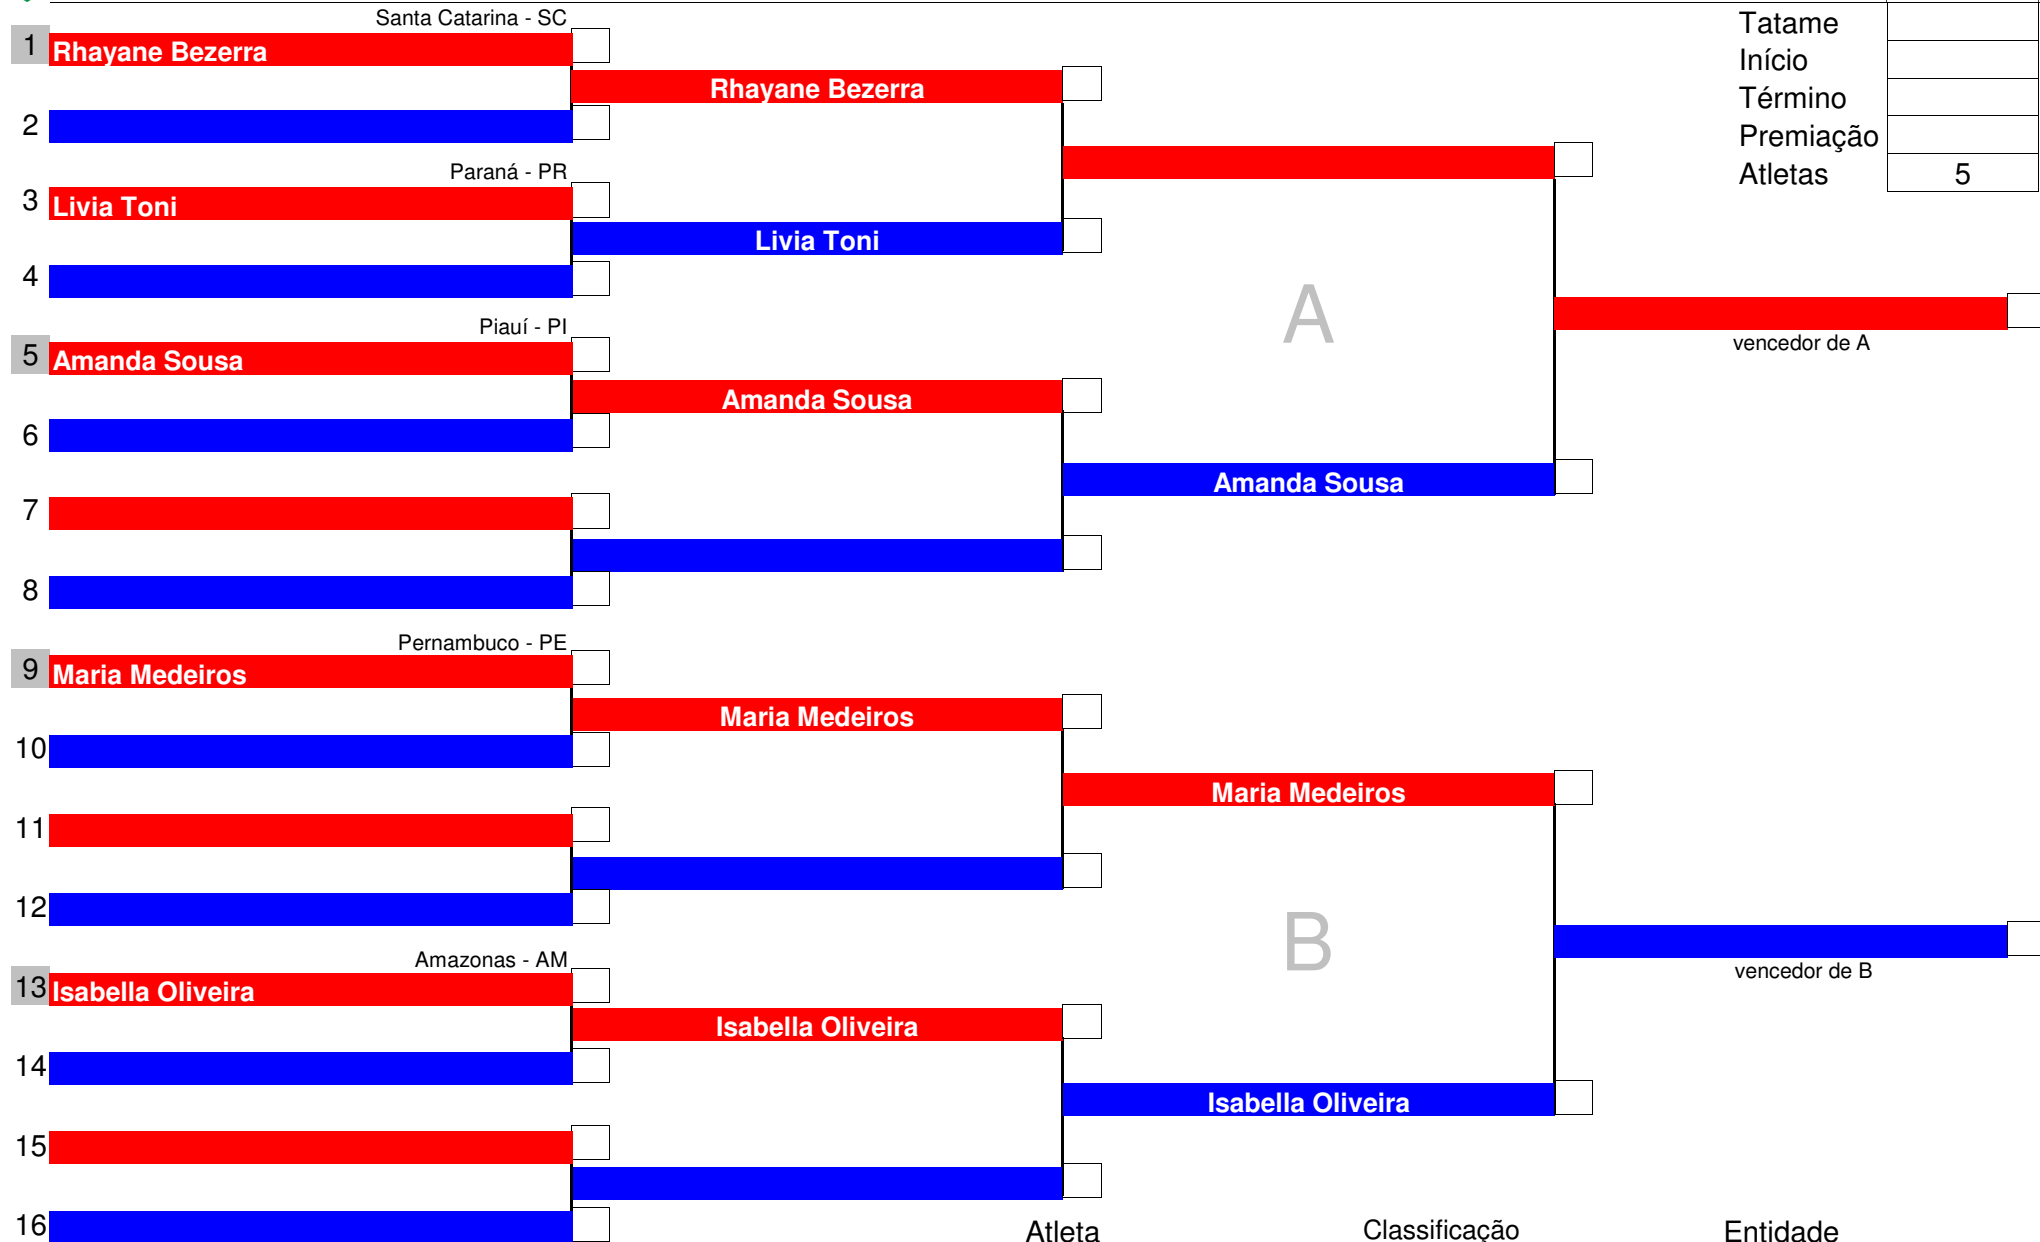 Santa Catarina - SC
1 Rhayane Bezerra
Rhayane Bezerra
2
Paraná - PR
3 Livia Toni
Livia Toni
4
Piauí - PI
5 Amanda Sousa
Amanda Sousa
6
Amanda Sousa
7
8
A
vencedor de A
Pernambuco - PE
9 Maria Medeiros
Maria Medeiros
10
Maria Medeiros
11
12
B
vencedor de B
Amazonas - AM
13 Isabella Oliveira
Isabella Oliveira
14
Isabella Oliveira
15
16
Tatame
Início
Término
Premiação
Atletas 5
Atleta Classificação Entidade